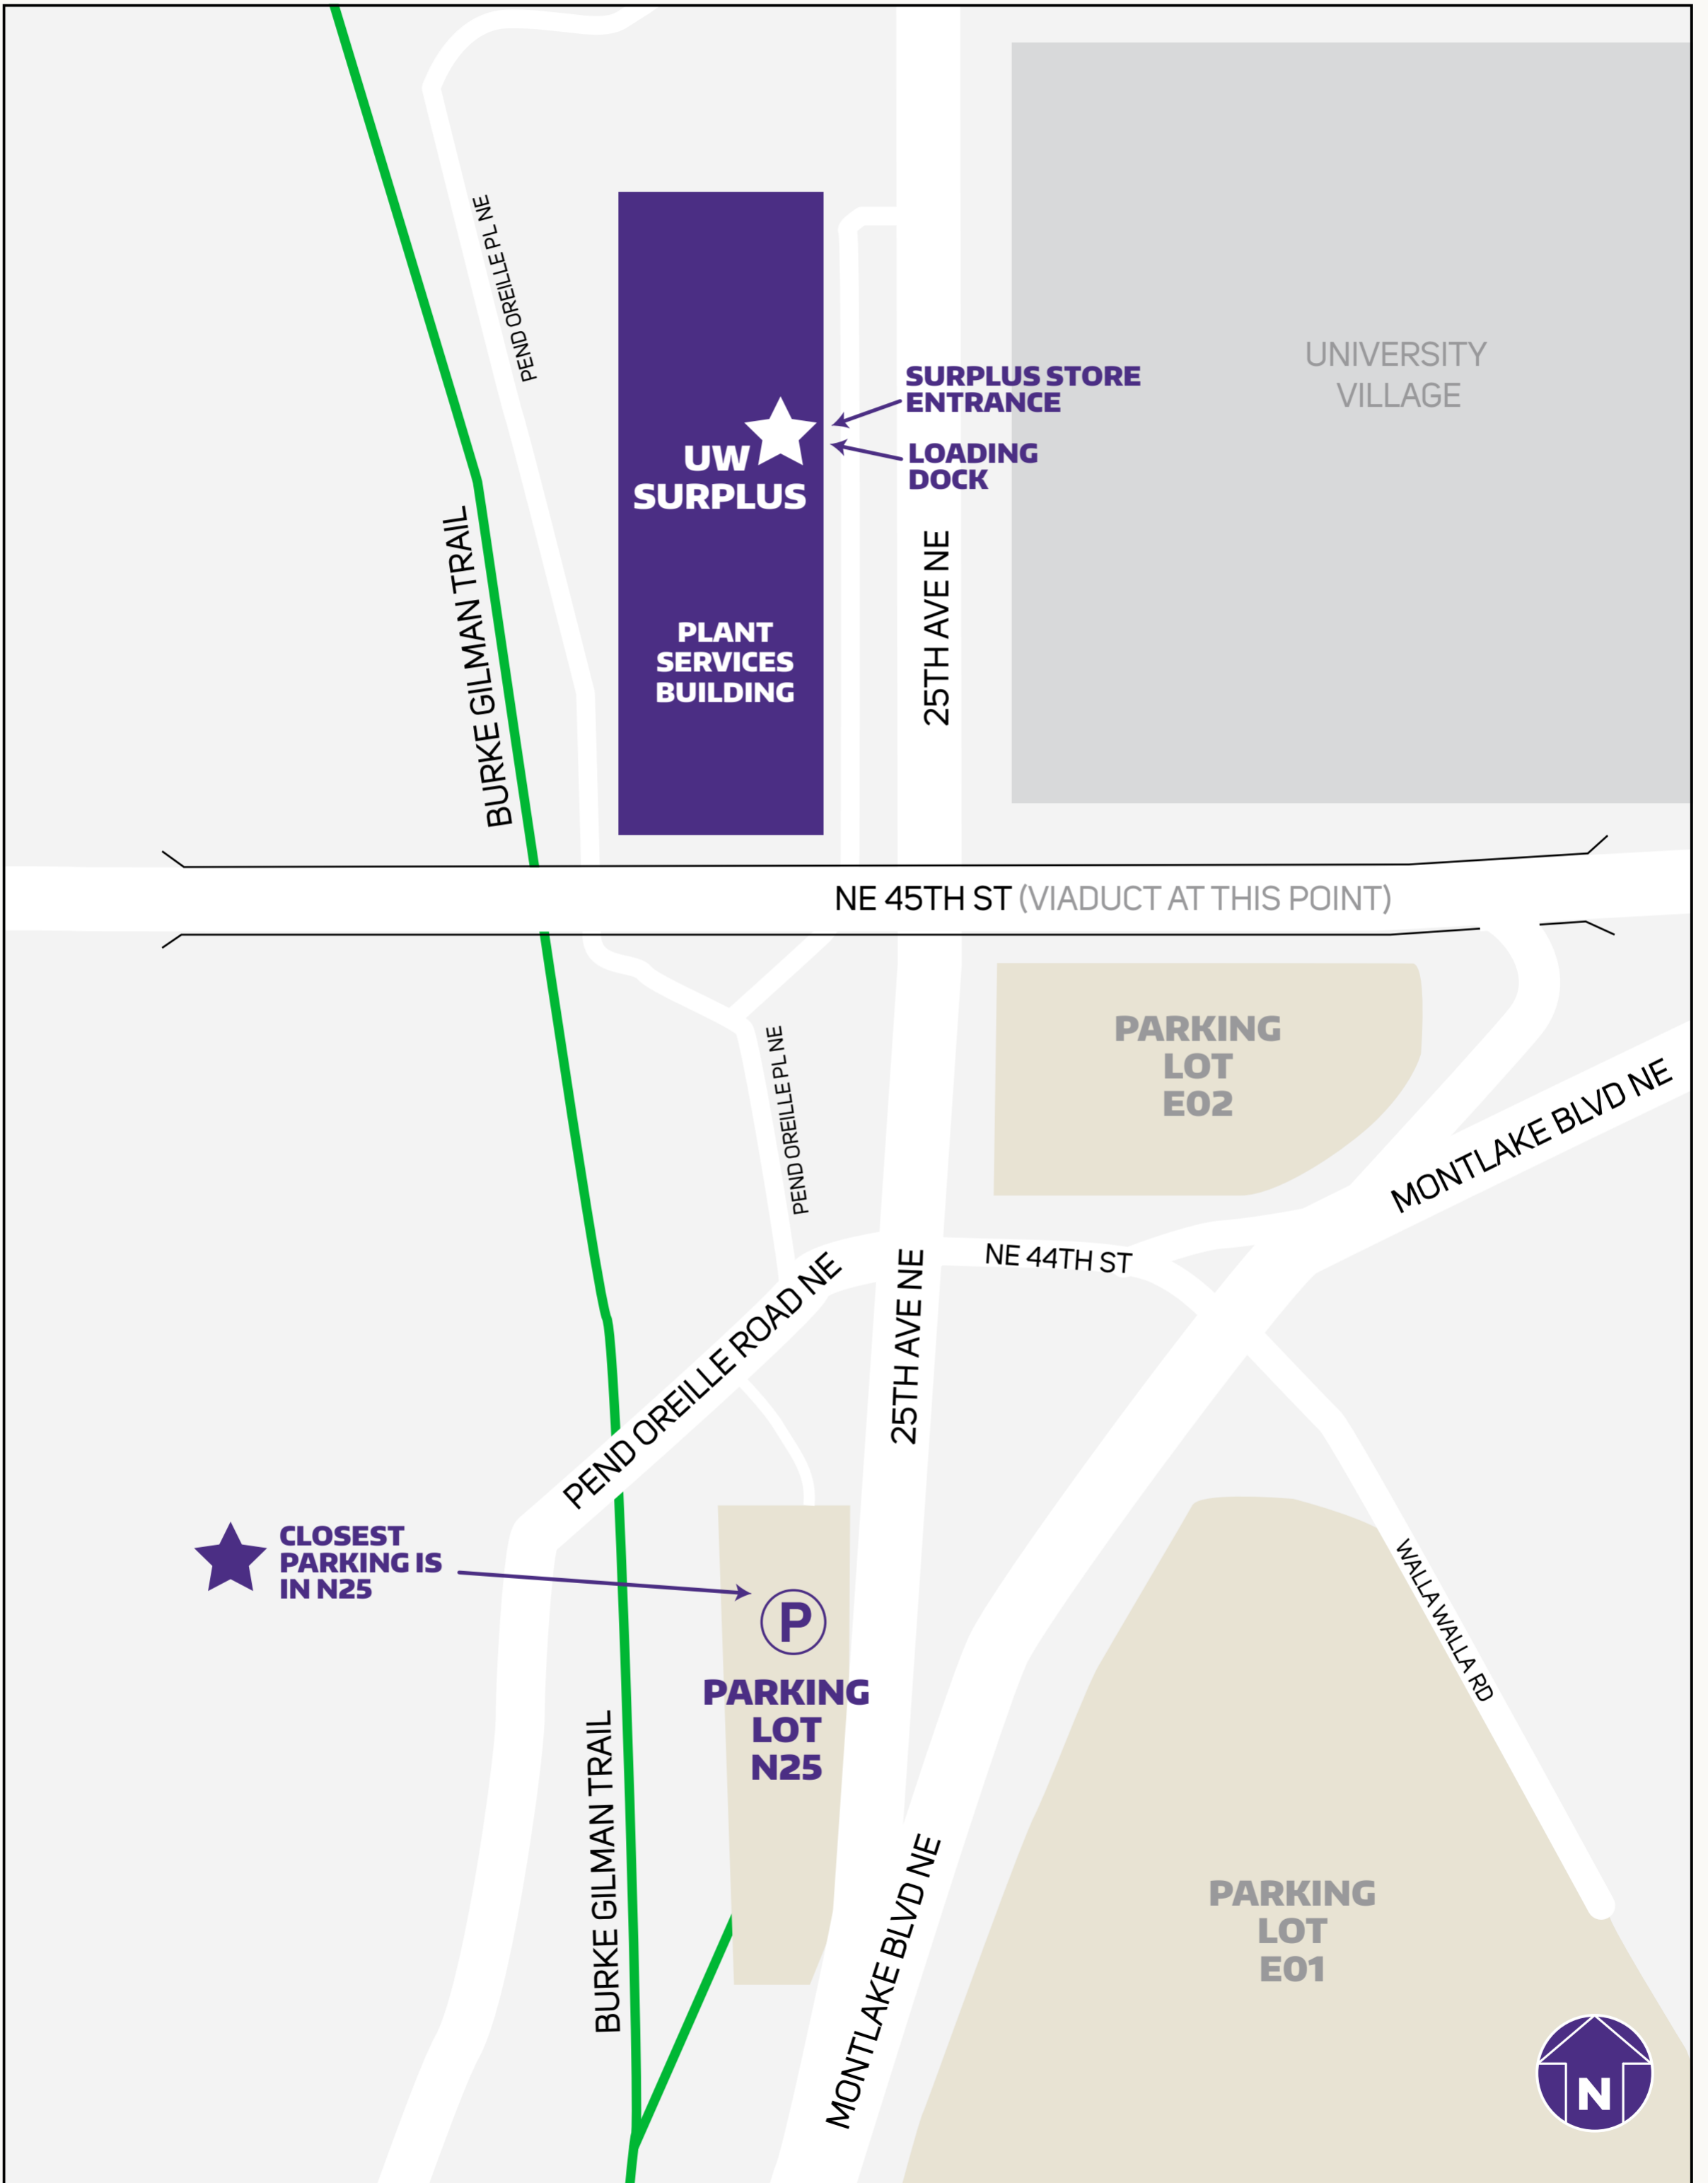 PEND OREILLE PL NE
UNIVERSITY
VILLAGE
SURPLUS STORE
ENTRANCE
LOADING
DOCK
UW
SURPLUS
PLANT
SERVICES
BUILDING
BURKE GILMAN TRAIL
25TH AVE NE
NE 45TH ST (VIADUCT AT THIS POINT)
PARKING
LOT
E02
PEND OREILLE PL NE
MONTLAKE BLVD NE
NE 44TH ST
PEND OREILLE ROAD NE
25TH AVE NE
CLOSEST
PARKING IS
IN N25
P
PARKING
LOT
N25
WALLA WALLA RD
BURKE GILMAN TRAIL
MONTLAKE BLVD NE
PARKING
LOT
E01
N